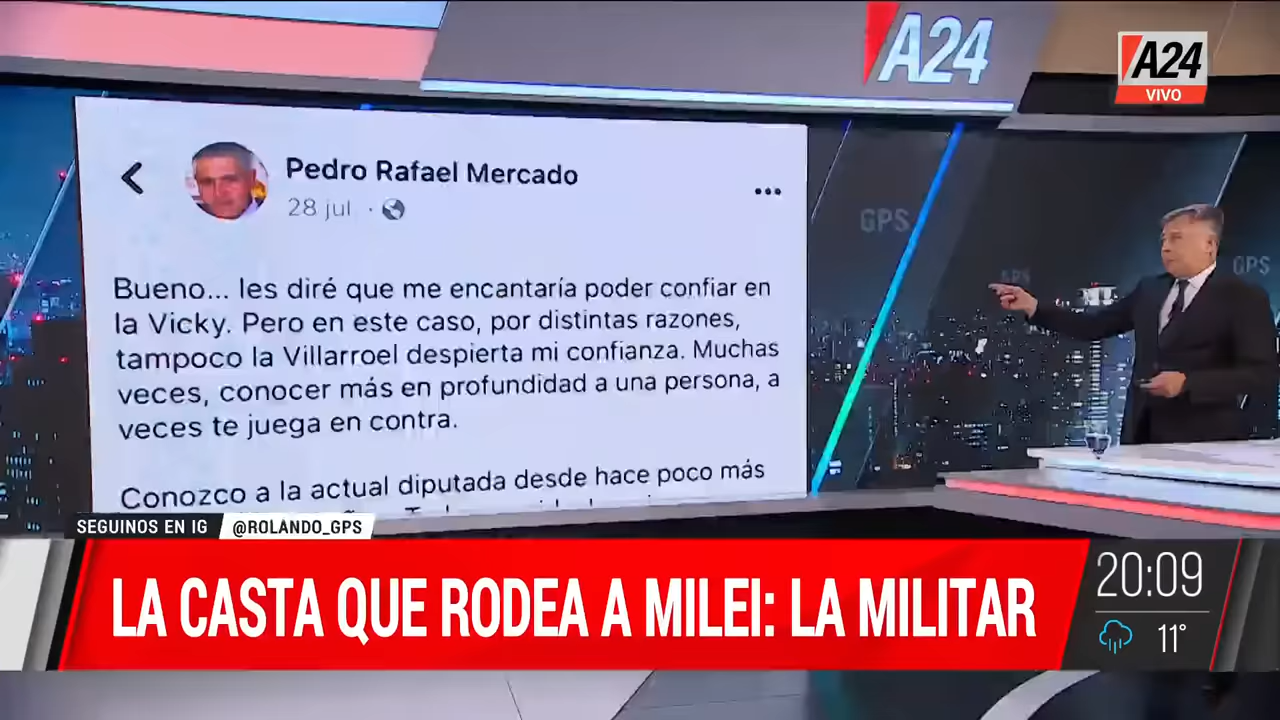 A24
A24
VIVO
Pedro Rafael Mercado
28 jul ·
GPS
GPS
GPS
Bueno... les diré que me encantaría poder confiar en
la Vicky. Pero en este caso, por distintas razones,
tampoco la Villarroel despierta mi confianza. Muchas
veces, conocer más en profundidad a una persona, a
veces te juega en contra.
Conozco a la actual diputada desde hace poco más
SEGUINOS EN IG @ROLANDO_GPS
LA CASTA QUE RODEA A MILEI: LA MILITAR
20:09
11°